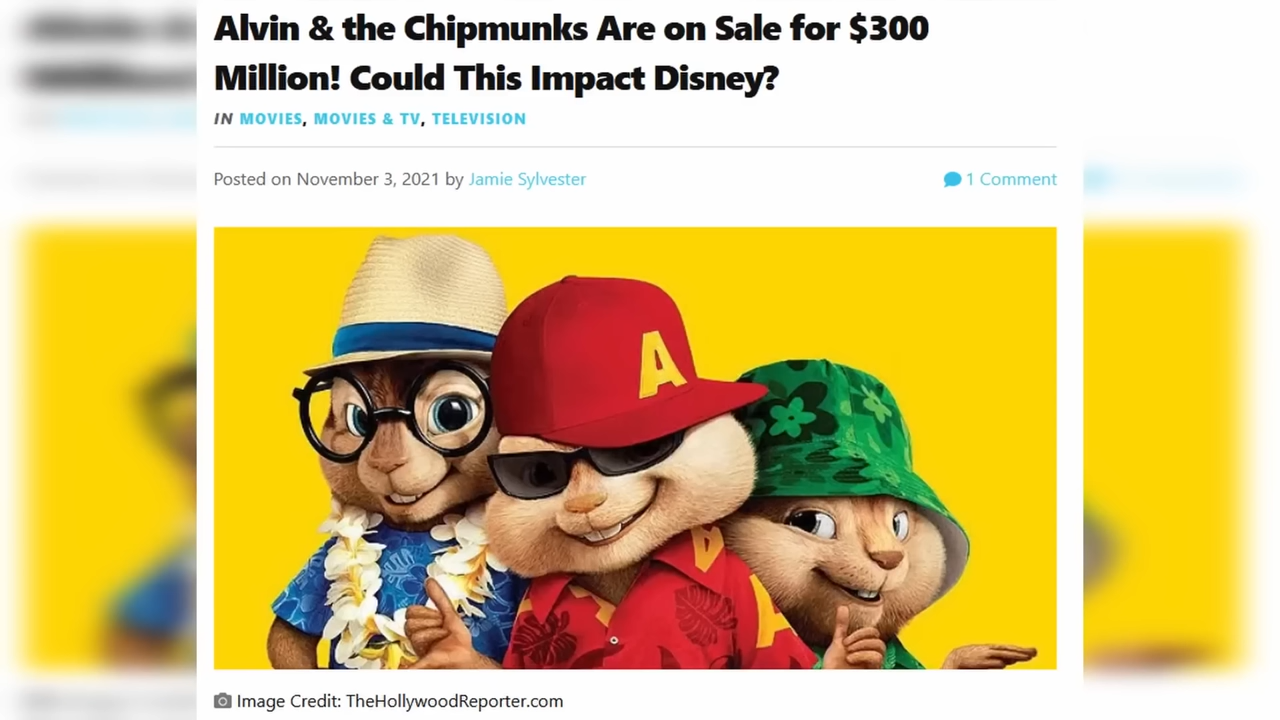 Alvin & the Chipmunks Are on Sale for $300
Million! Could This Impact Disney?
IN MOVIES, MOVIES & TV, TELEVISION
Posted on November 3, 2021 by Jamie Sylvester
1 Comment
A
Image Credit: TheHollywoodReporter.com